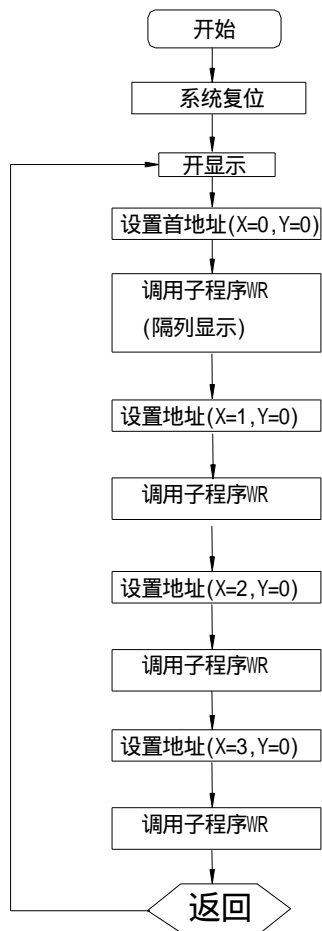 开始
系统复位
开显示
设置首地址(X=0,Y=0)
调用子程序WR
(隔列显示)
设置地址(X=1,Y=0)
调用子程序WR
设置地址(X=2,Y=0)
调用子程序WR
设置地址(X=3,Y=0)
调用子程序WR
返回